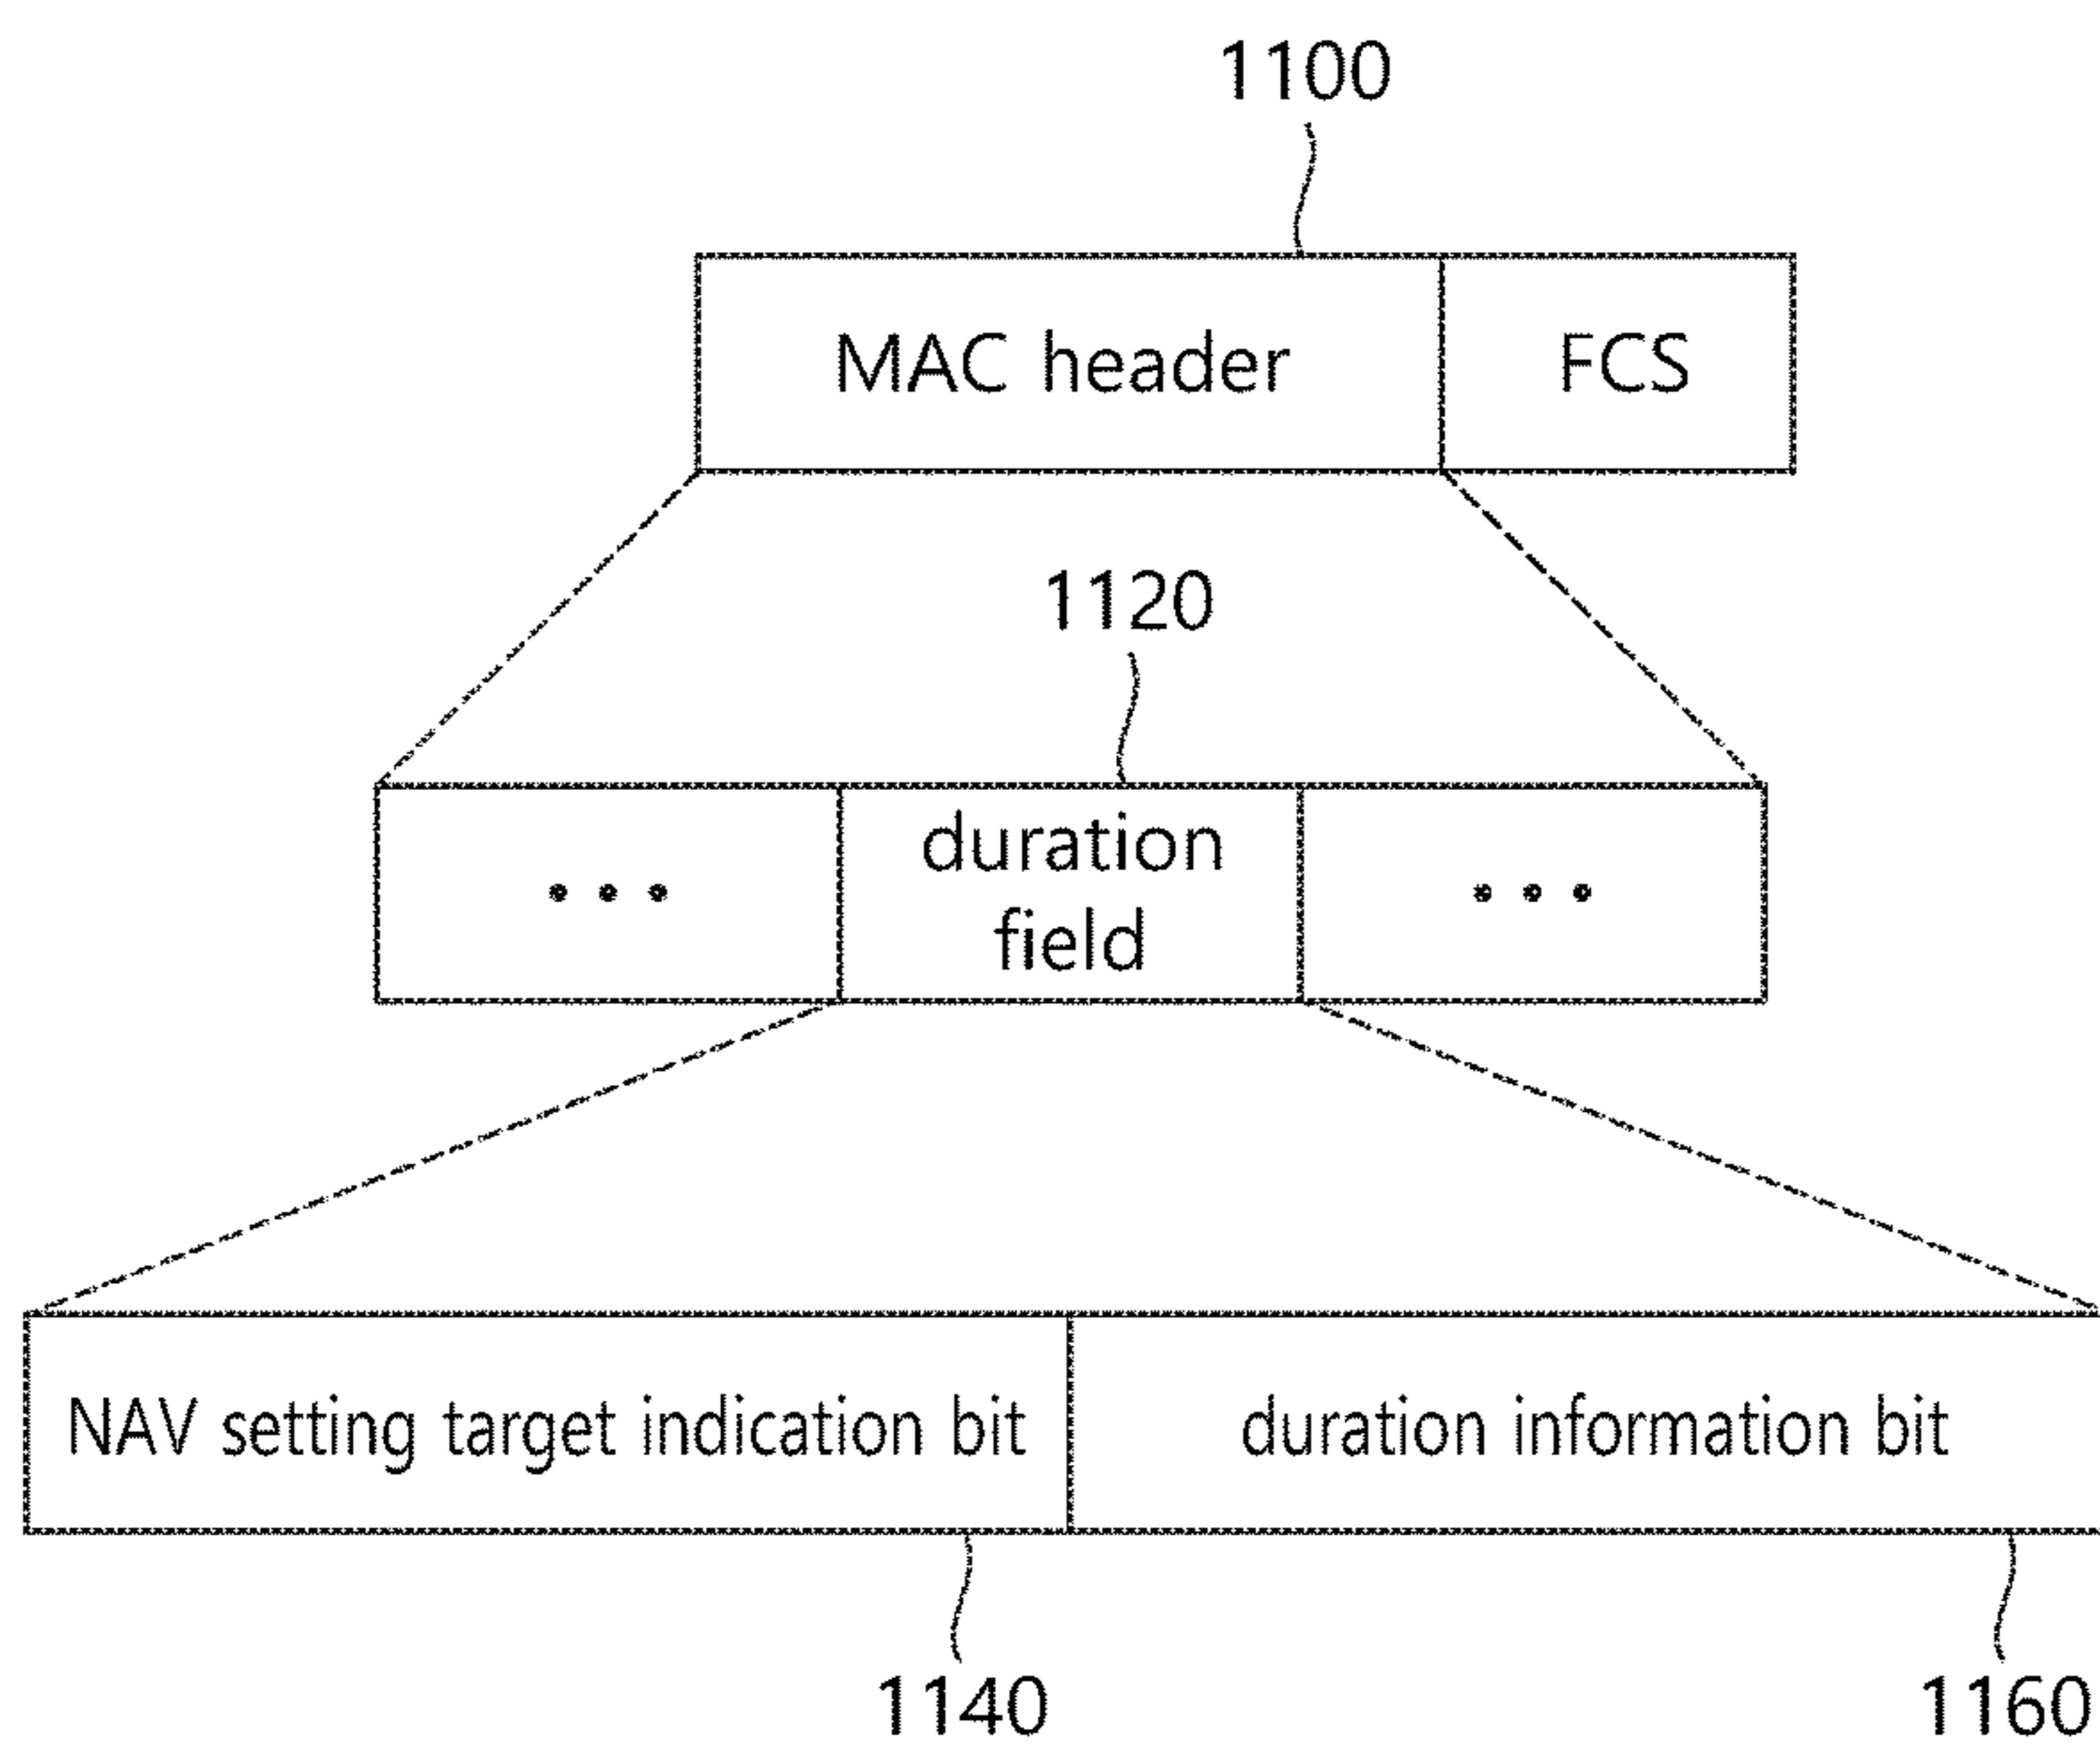 1100
MAC header FCS
1120
• • • duration • • •
field
NAV setting target indication bit duration information bit
1140 1160